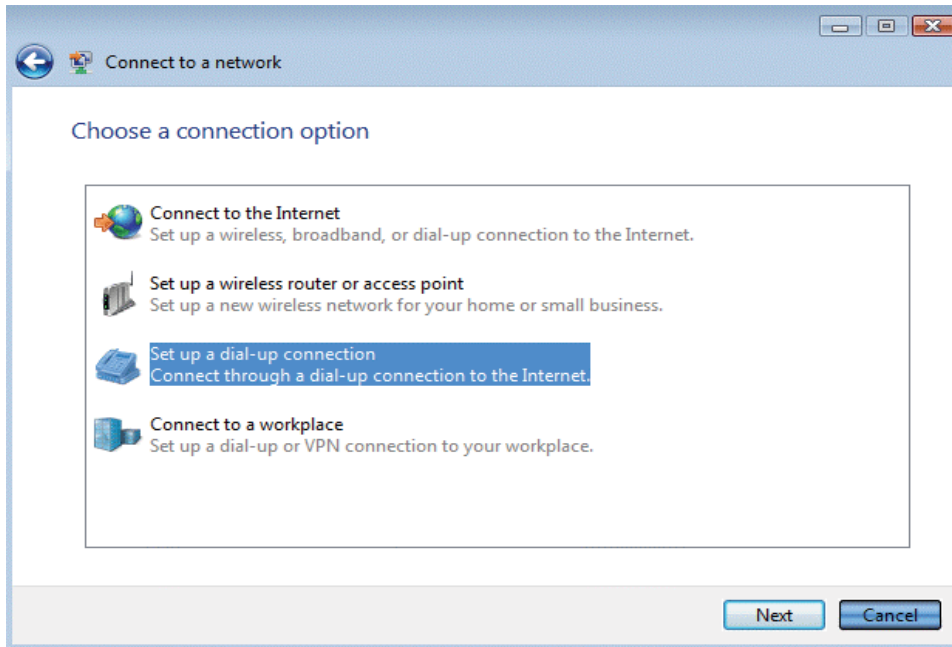 Connect to a network
Choose a connection option
Connect to the Internet
Set up a wireless, broadband, or dial-up connection to the Internet.
Set up a wireless router or access point
Set up a new wireless network for your home or small business.
Set up a dial-up connection
Connect through a dial-up connection to the Internet.
Connect to a workplace
Set up a dial-up or VPN connection to your workplace.
Next
Cancel